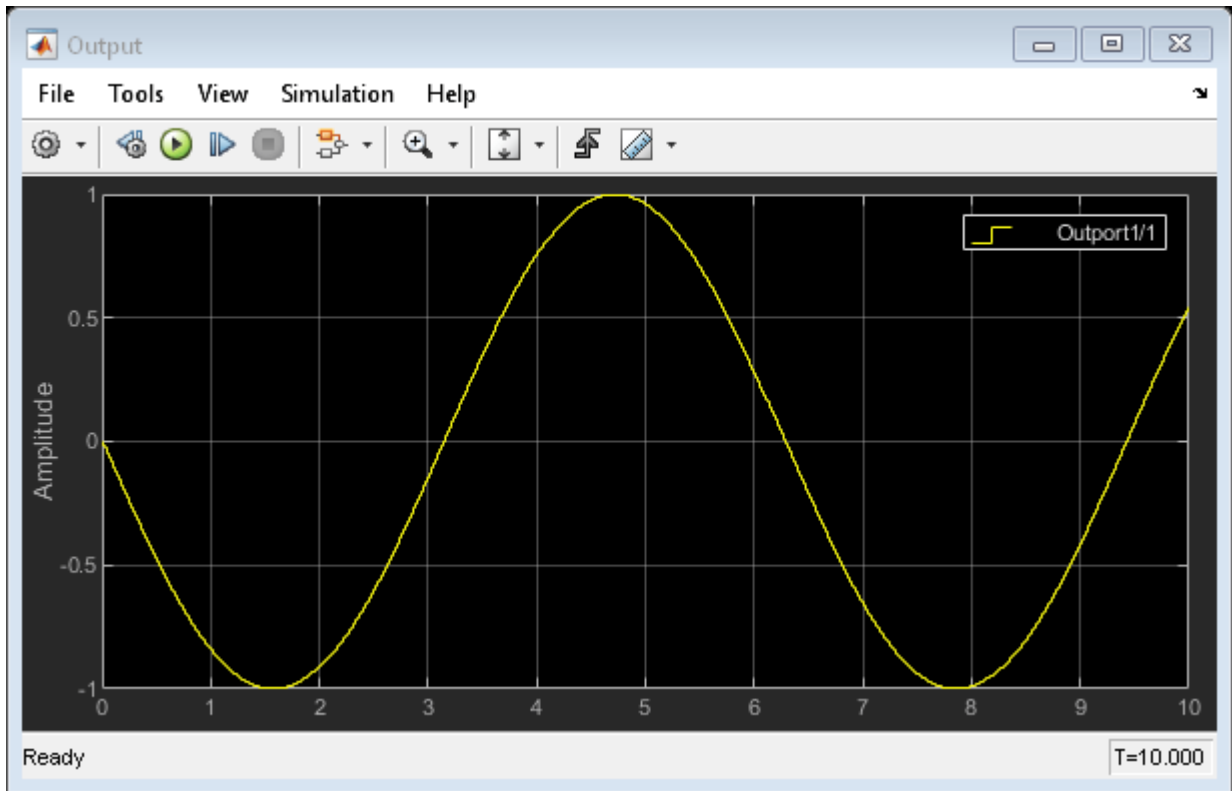 Output
File Tools View Simulation Help
Outport1/1
Amplitude
1
0.5
0
-0.5
-1
0 1 2 3 4 5 6 7 8 9 10
Ready T=10.000